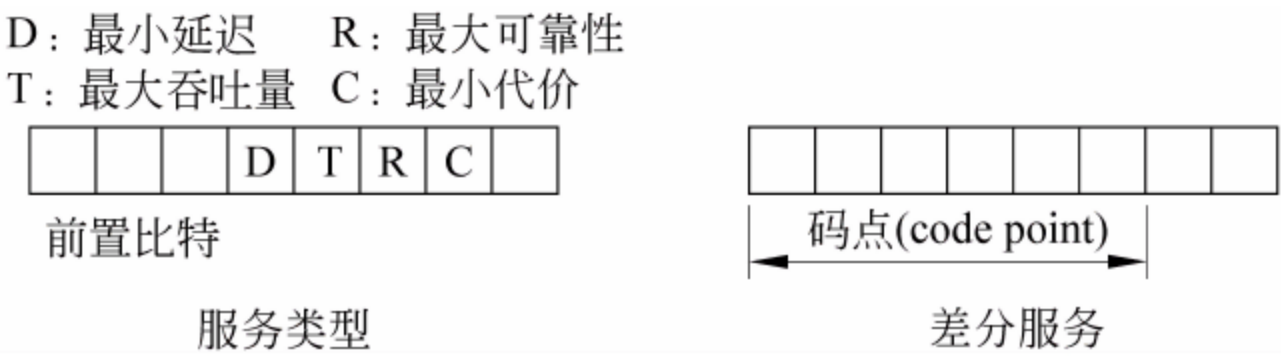 D：最小延迟 R：最大可靠性
T：最大吞吐量 C：最小代价
D T R C
前置比特
码点(code point)
服务类型
差分服务